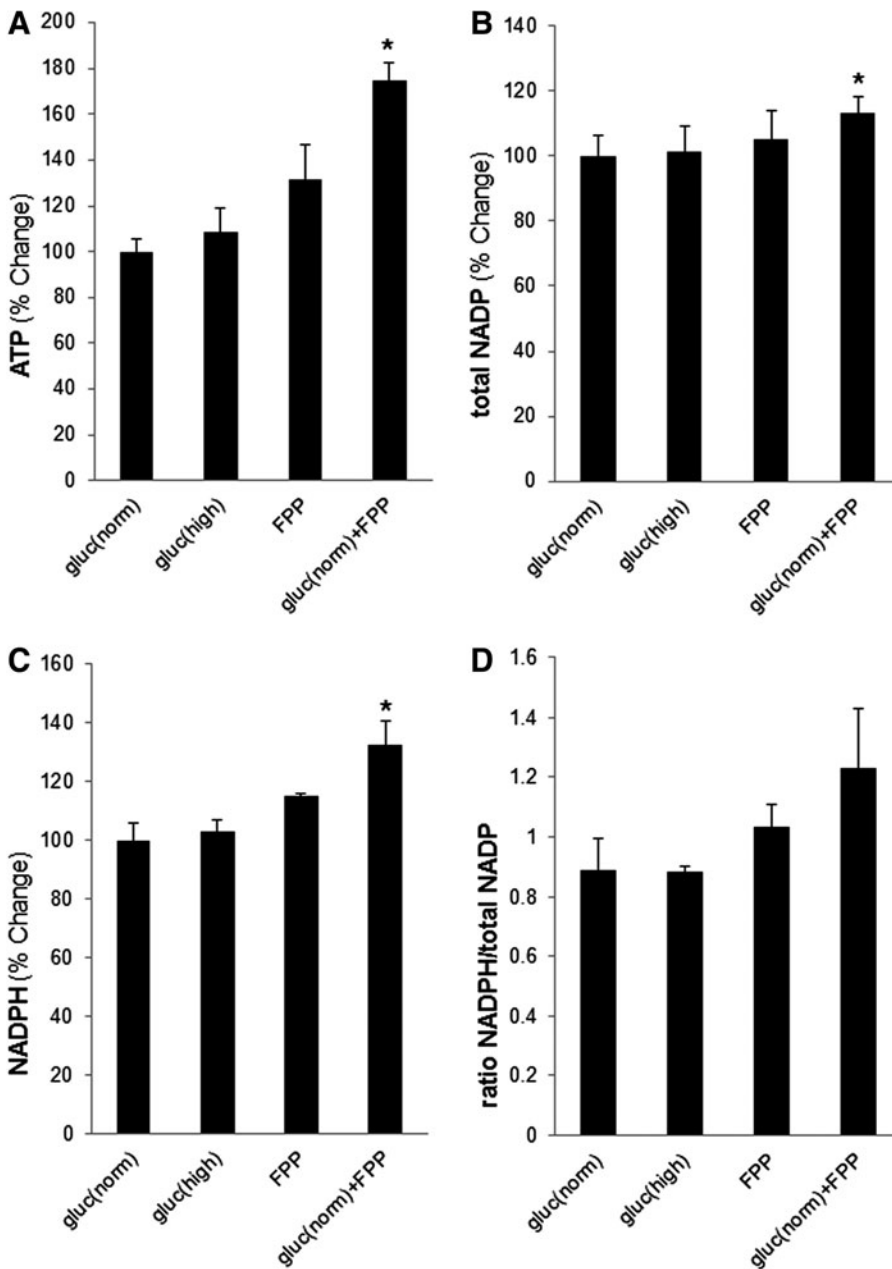 A
ATP (% Change)
200
180
160
140
120
100
80
60
40
20
0
*
gluc(norm)
gluc(high)
FPP
gluc(norm)+FPP
B
total NADP (% Change)
140
120
100
80
60
40
20
0
*
gluc(norm)
gluc(high)
FPP
gluc(norm)+FPP
C
NADPH (% Change)
160
140
120
100
80
60
40
20
0
*
gluc(norm)
gluc(high)
FPP
gluc(norm)+FPP
D
ratio NADPH/total NADP
1.6
1.4
1.2
1
0.8
0.6
0.4
0.2
0
gluc(norm)
gluc(high)
FPP
gluc(norm)+FPP